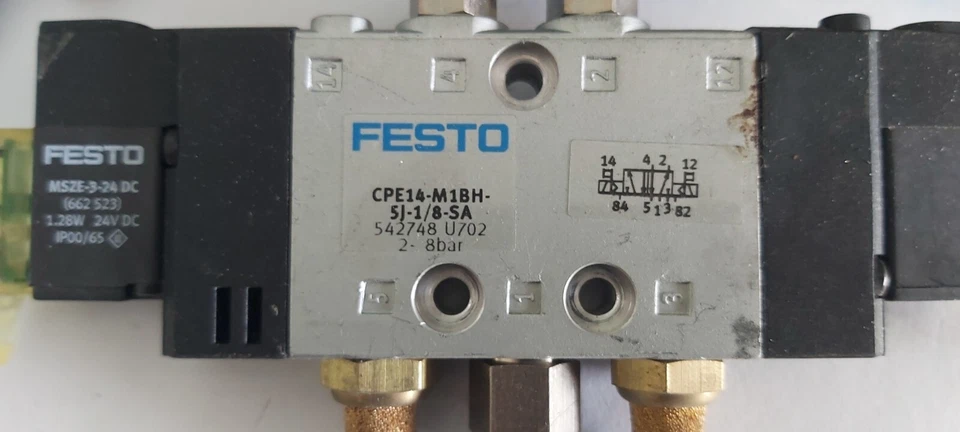 14
4
2
12
FESTO
MSZE-3-24 DC
(662 523)
1.28W 24V DC
IP00/65
FESTO
CPE14-M1BH-
5J-1/8-SA
542748 U702
2- 8bar
14 4 2 12
84 5 1 3 82
5
1
3